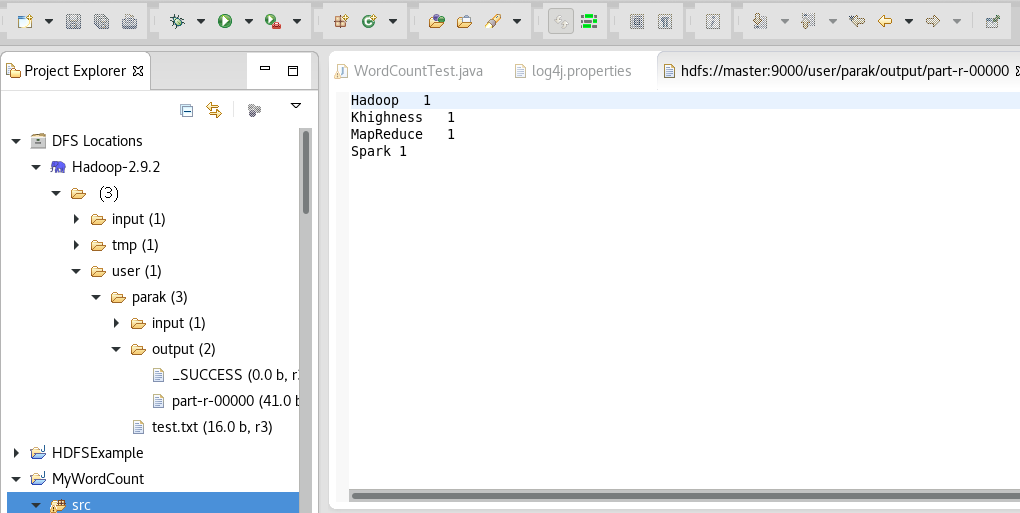 Project Explorer
WordCountTest.java
log4j.properties
hdfs://master:9000/user/parak/output/part-r-00000
DFS Locations
Hadoop-2.9.2
(3)
input (1)
tmp (1)
user (1)
parak (3)
input (1)
output (2)
_SUCCESS (0.0 b, r
part-r-00000 (41.0 b
test.txt (16.0 b, r3)
HDFSExample
MyWordCount
src
Hadoop 1
Khighness 1
MapReduce 1
Spark 1